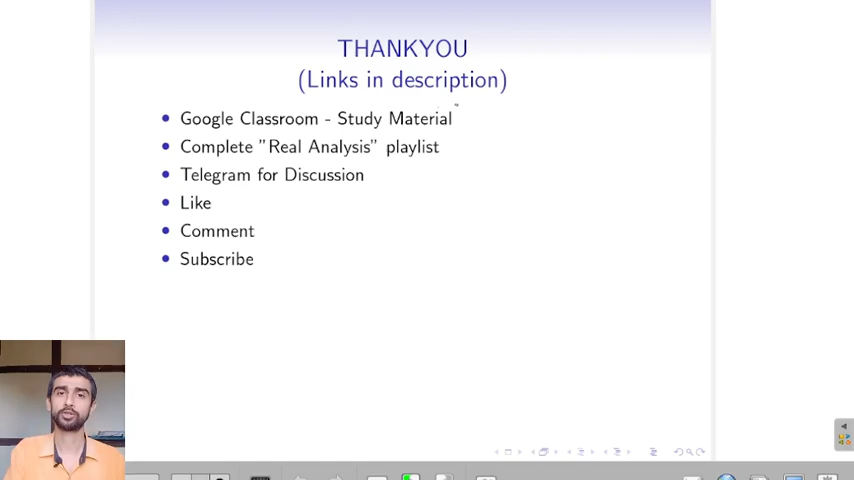 THANKYOU
(Links in description)
Google Classroom - Study Material
Complete "Real Analysis" playlist
Telegram for Discussion
Like
Comment
Subscribe